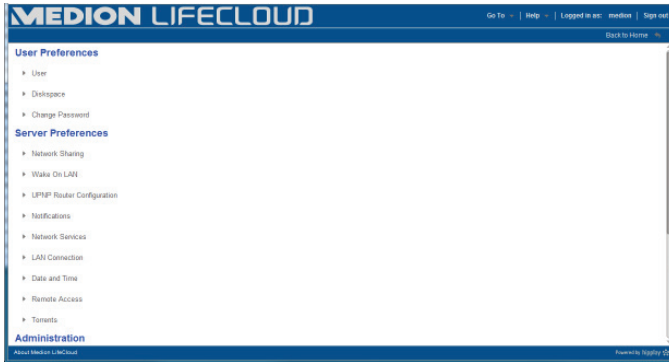 MEDION LIFECLOUD
Go To | Help | Logged in as: medion | Sign out
Back to Home
User Preferences
User
Diskspace
Change Password
Server Preferences
Network Sharing
Wake On LAN
UPNP Router Configuration
Notifications
Network Services
LAN Connection
Date and Time
Remote Access
Torrents
Administration
About Medion LifeCloud
Powered by